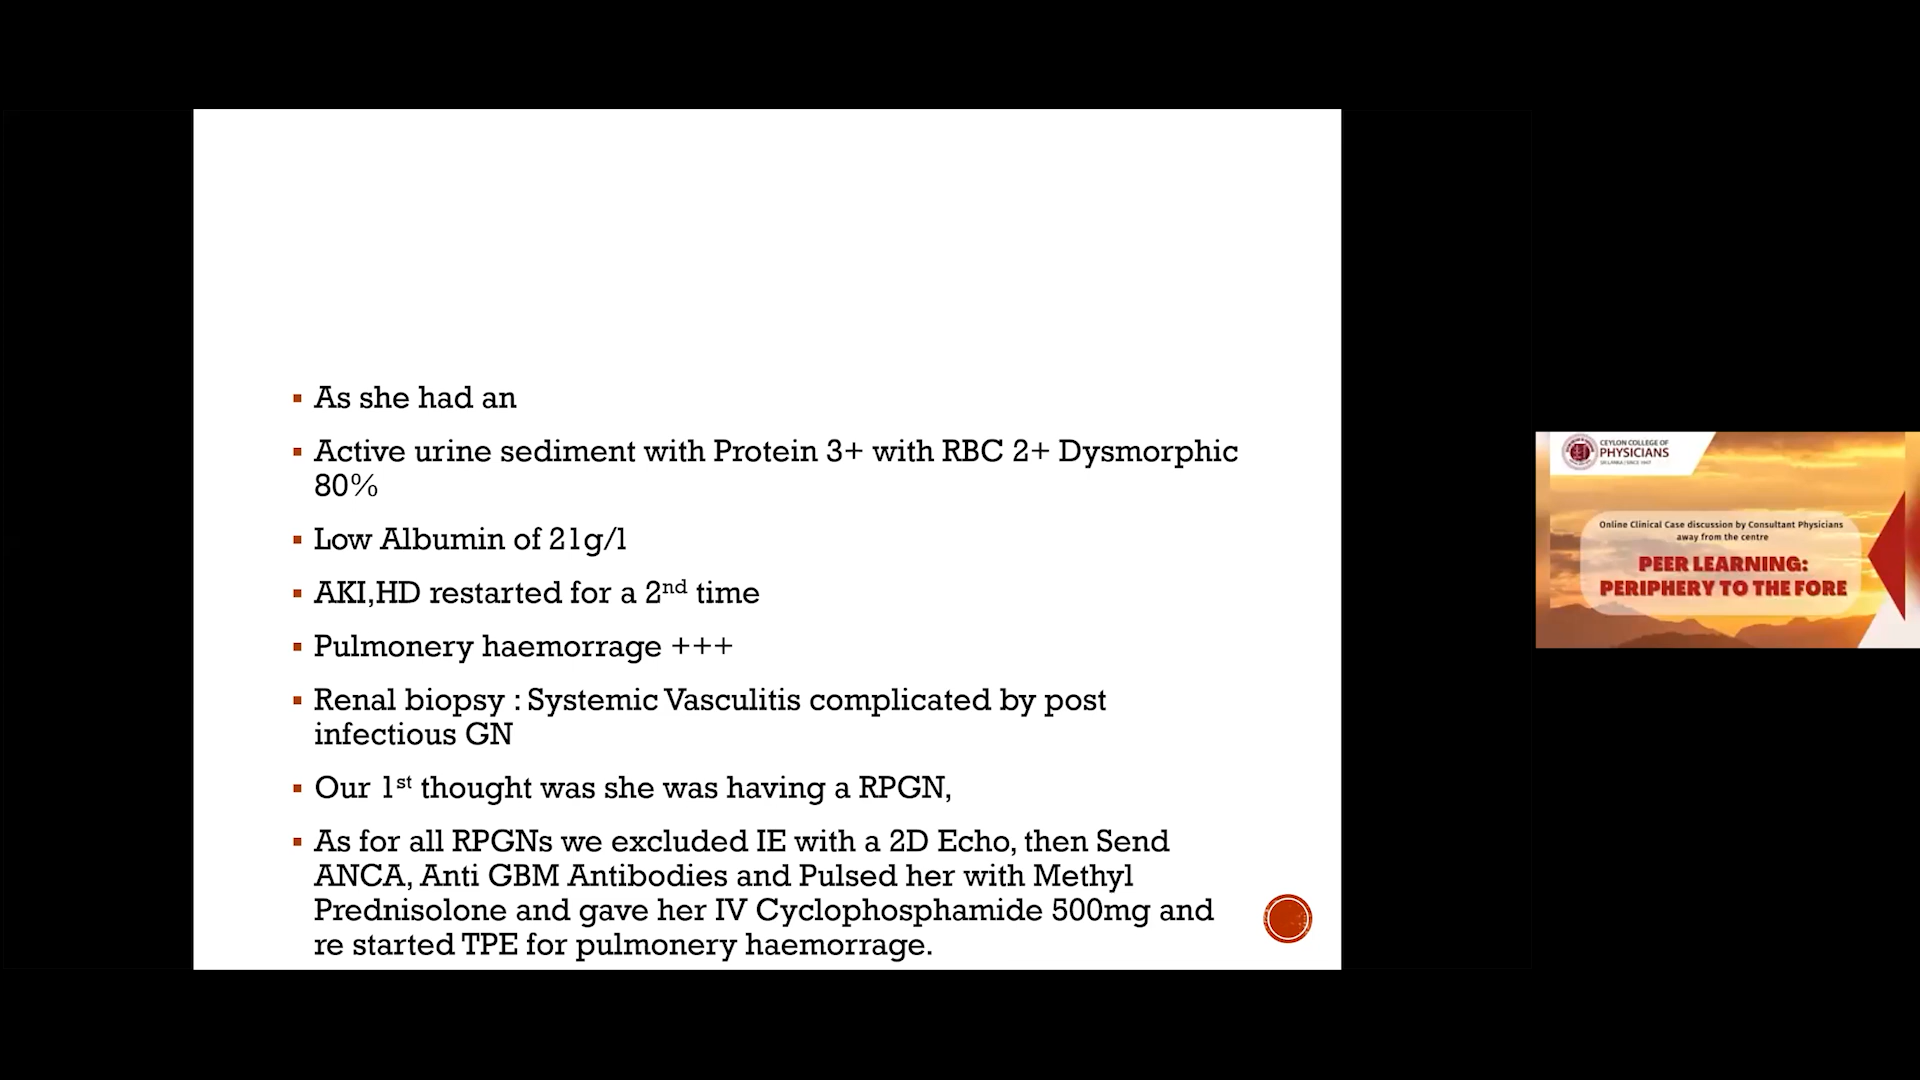 As she had an
Active urine sediment with Protein 3+ with RBC 2+ Dysmorphic
80%
Low Albumin of 21g/l
AKI,HD restarted for a 2nd time
Pulmonery haemorrage +++
Renal biopsy : Systemic Vasculitis complicated by post
infectious GN
Our 1st thought was she was having a RPGN,
As for all RPGNs we excluded IE with a 2D Echo, then Send
ANCA, Anti GBM Antibodies and Pulsed her with Methyl
Prednisolone and gave her IV Cyclophosphamide 500mg and
re started TPE for pulmonery haemorrage.
CEYLON COLLEGE OF
PHYSICIANS
Online Clinical Case discussion by Consultant Physicians
away from the centre
PEER LEARNING:
PERIPHERY TO THE FORE